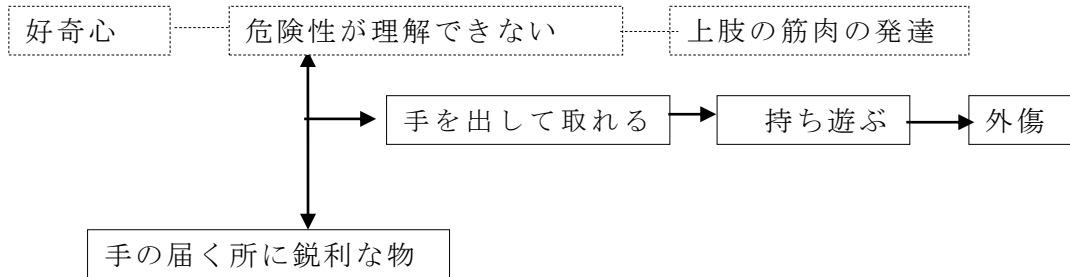 好奇心
危険性が理解できない
上肢の筋肉の発達
手を出して取れる
持ち遊ぶ
外傷
手の届く所に鋭利な物